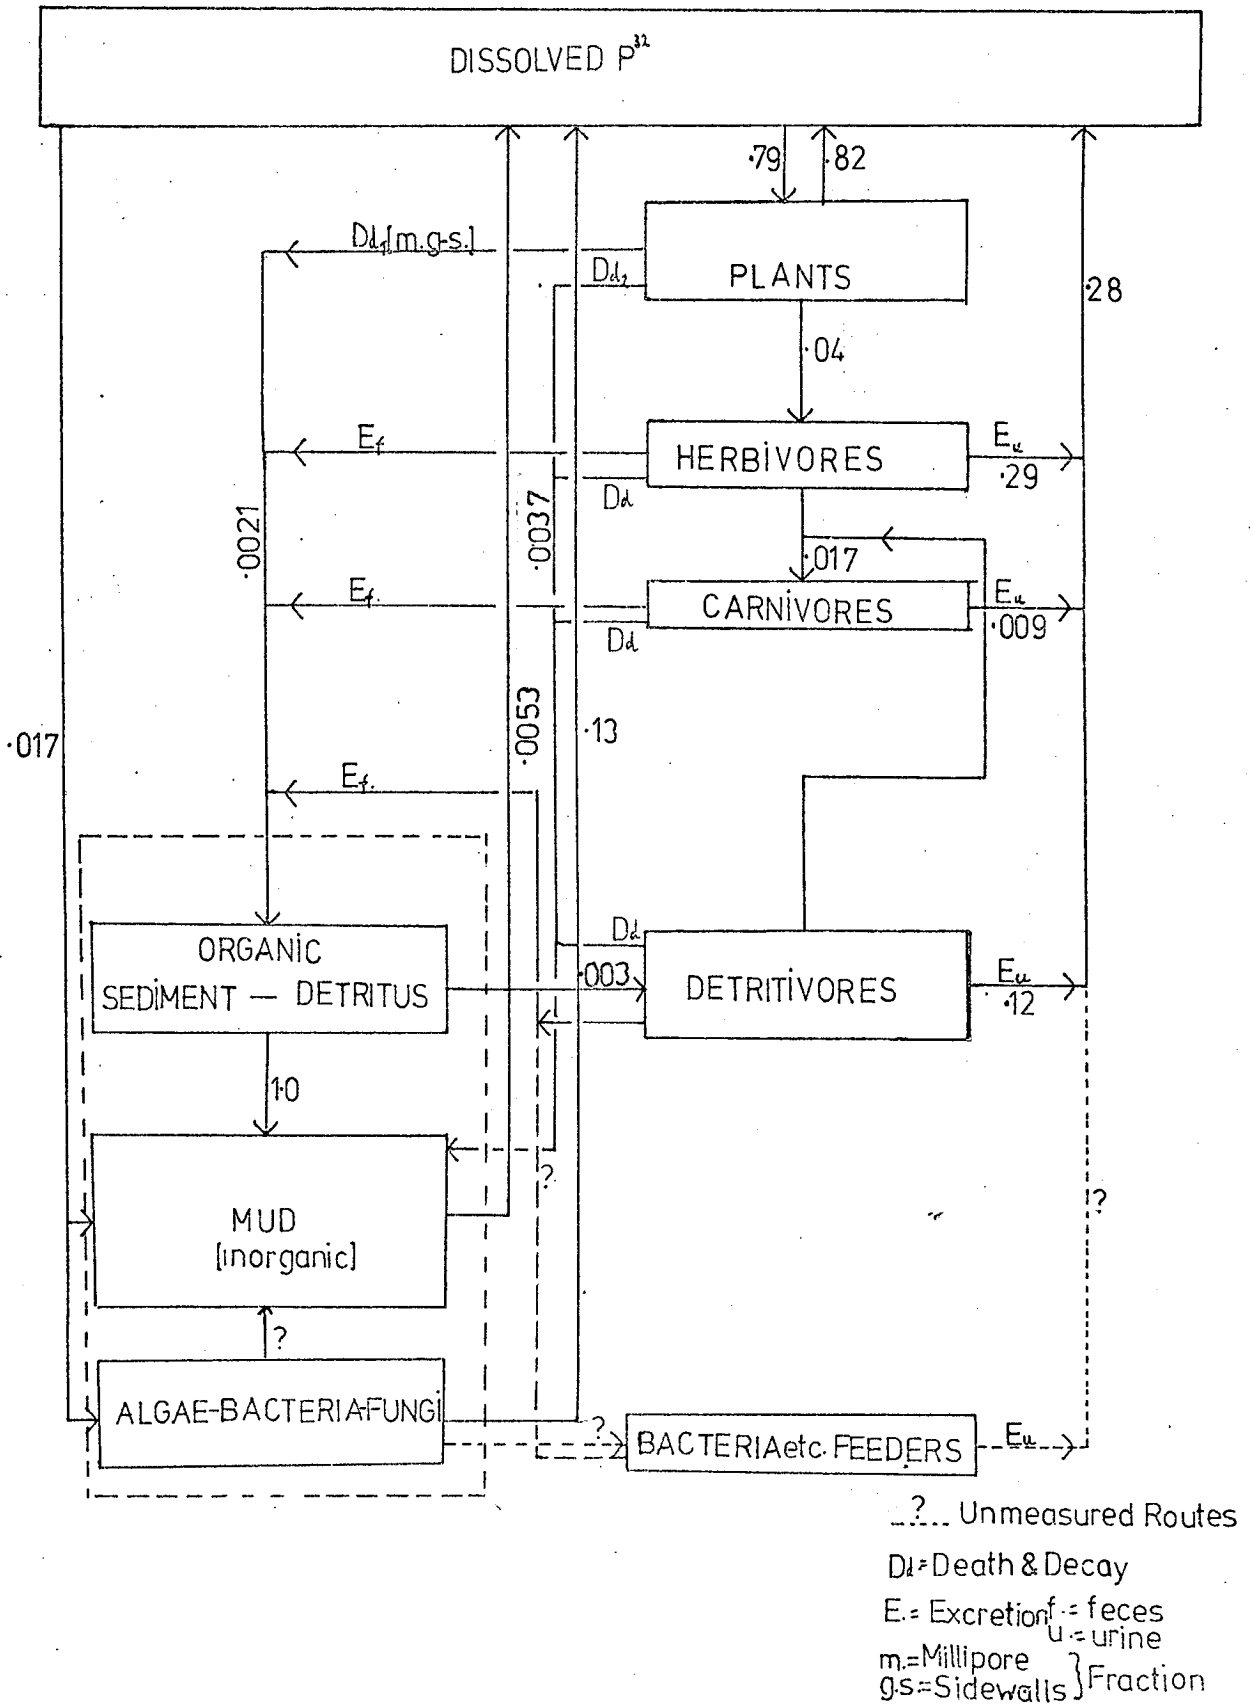 DISSOLVED P³²
·79
·82
Dd₁[m.g-s.]
Dd₂
PLANTS
·28
·04
Ef
HERBIVORES
Eu
·29
Dd
·0021
·0037
·017
Ef.
CARNIVORES
Eu
·009
Dd
·017
·0053
·13
Ef.
ORGANIC
SEDIMENT — DETRITUS
Dd
·003
DETRITIVORES
Eu
·12
1·0
?
MUD
[inorganic]
?
?
ALGAE-BACTERIA-FUNGI
?
BACTERIA etc. FEEDERS
Eu
--?-- Unmeasured Routes
Dd=Death & Decay
E.= Excretion f.= feces
u.= urine
m.=Millipore
g.s.=Sidewalls } Fraction